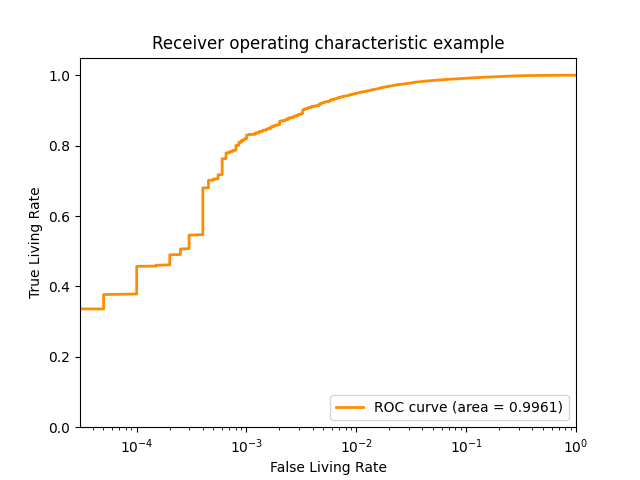 Receiver operating characteristic example
True Living Rate
1.0
0.8
0.6
0.4
0.2
0.0
10⁻⁴
10⁻³
10⁻²
10⁻¹
10⁰
False Living Rate
ROC curve (area = 0.9961)